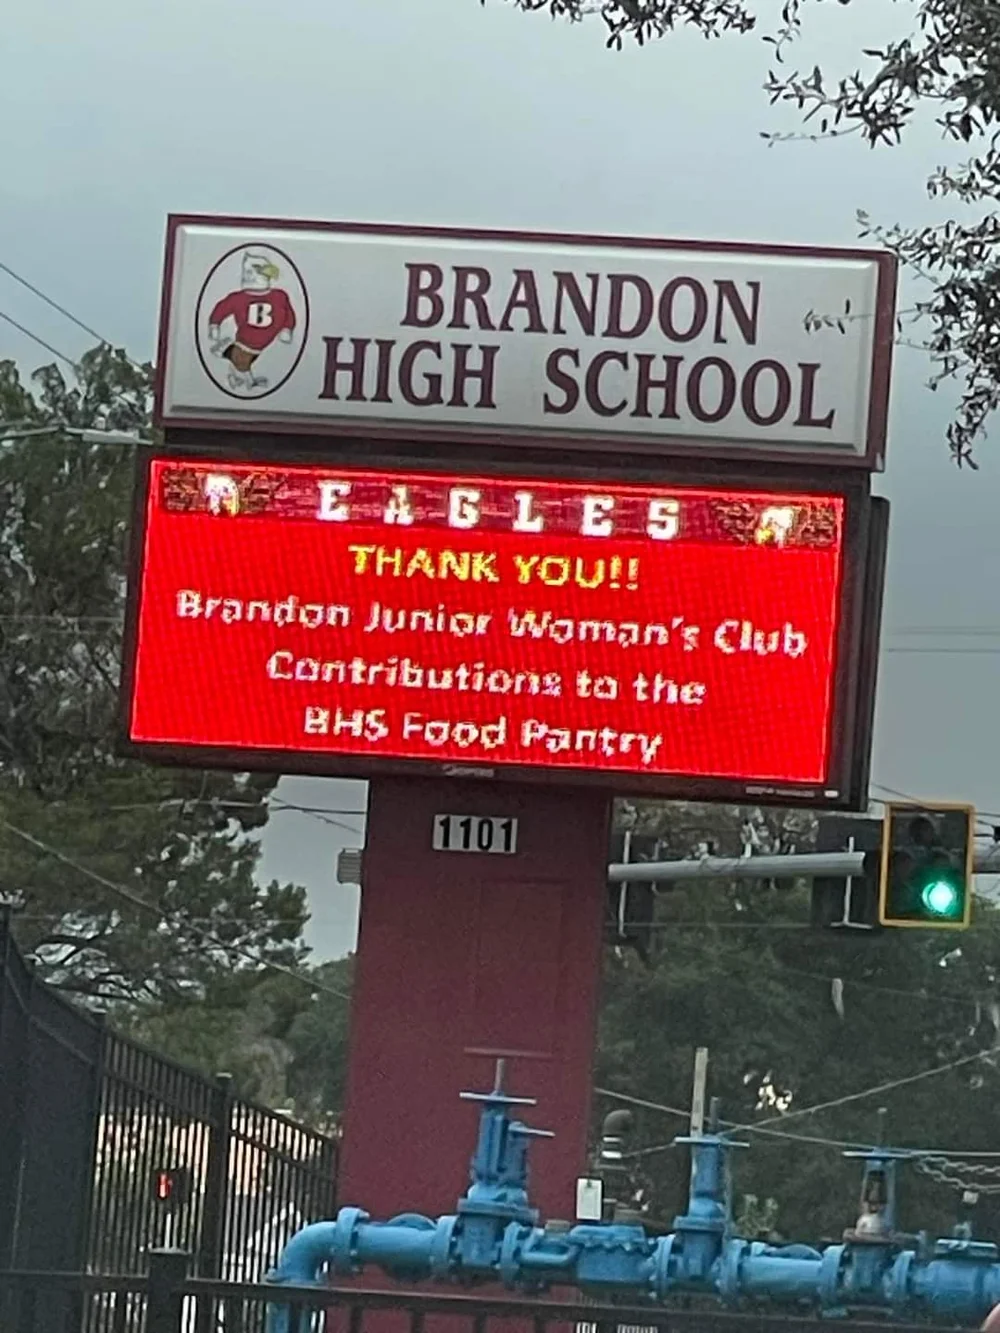 B
BRANDON
HIGH SCHOOL
EAGLES
THANK YOU!!
Brandon Junior Woman's Club
Contributions to the
BHS Food Pantry
1101